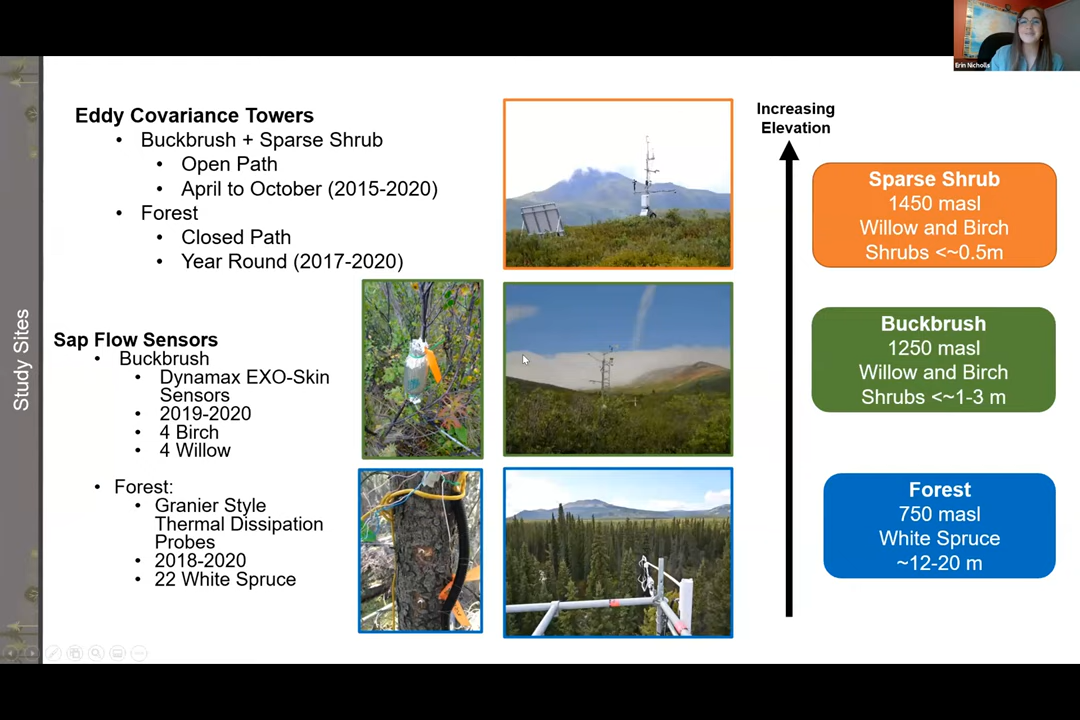 Erin Nicholls
Study Sites
Eddy Covariance Towers
• Buckbrush + Sparse Shrub
• Open Path
• April to October (2015-2020)
• Forest
• Closed Path
• Year Round (2017-2020)
Sap Flow Sensors
• Buckbrush
• Dynamax EXO-Skin
Sensors
• 2019-2020
• 4 Birch
• 4 Willow
• Forest:
• Granier Style
Thermal Dissipation
Probes
• 2018-2020
• 22 White Spruce
Increasing
Elevation
Sparse Shrub
1450 masl
Willow and Birch
Shrubs <~0.5m
Buckbrush
1250 masl
Willow and Birch
Shrubs <~1-3 m
Forest
750 masl
White Spruce
~12-20 m